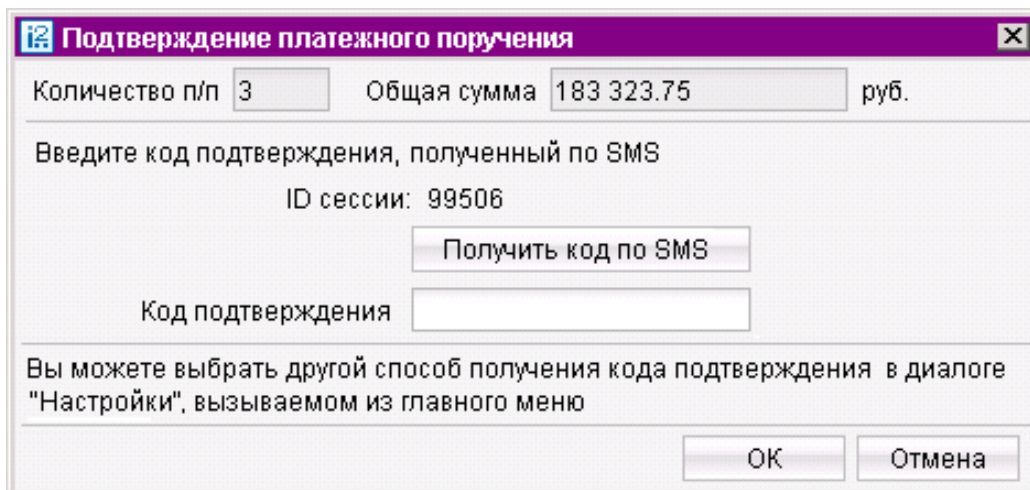 Подтверждение платежного поручения
Количество п/п 3 Общая сумма 183 323.75 руб.
Введите код подтверждения, полученный по SMS
ID сессии: 99506
Получить код по SMS
Код подтверждения
Вы можете выбрать другой способ получения кода подтверждения в диалоге
"Настройки", вызываемом из главного меню
ОК Отмена